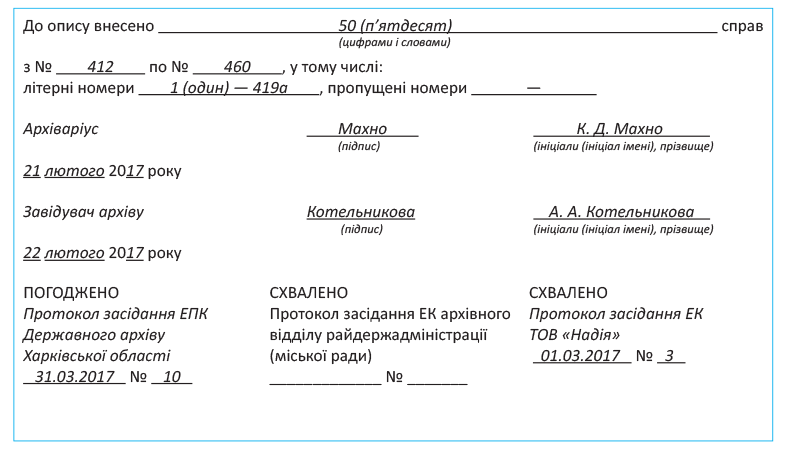 До опису внесено 50 (п’ятдесят) справ
(цифрами і словами)
з № 412 по № 460, у тому числі:
літерні номери 1 (один) — 419а, пропущені номери —
Архіваріус Махно К. Д. Махно
(підпис) (ініціали (ініціал імені), прізвище)
21 лютого 2017 року
Завідувач архіву Котельникова А. А. Котельникова
(підпис) (ініціали (ініціал імені), прізвище)
22 лютого 2017 року
ПОГОДЖЕНО
Протокол засідання ЕПК
Державного архіву
Харківської області
31.03.2017 № 10
СХВАЛЕНО
Протокол засідання ЕК архівного
відділу райдержадміністрації
(міської ради)
_____________ № _______
СХВАЛЕНО
Протокол засідання ЕК
ТОВ «Надія»
01.03.2017 № 3